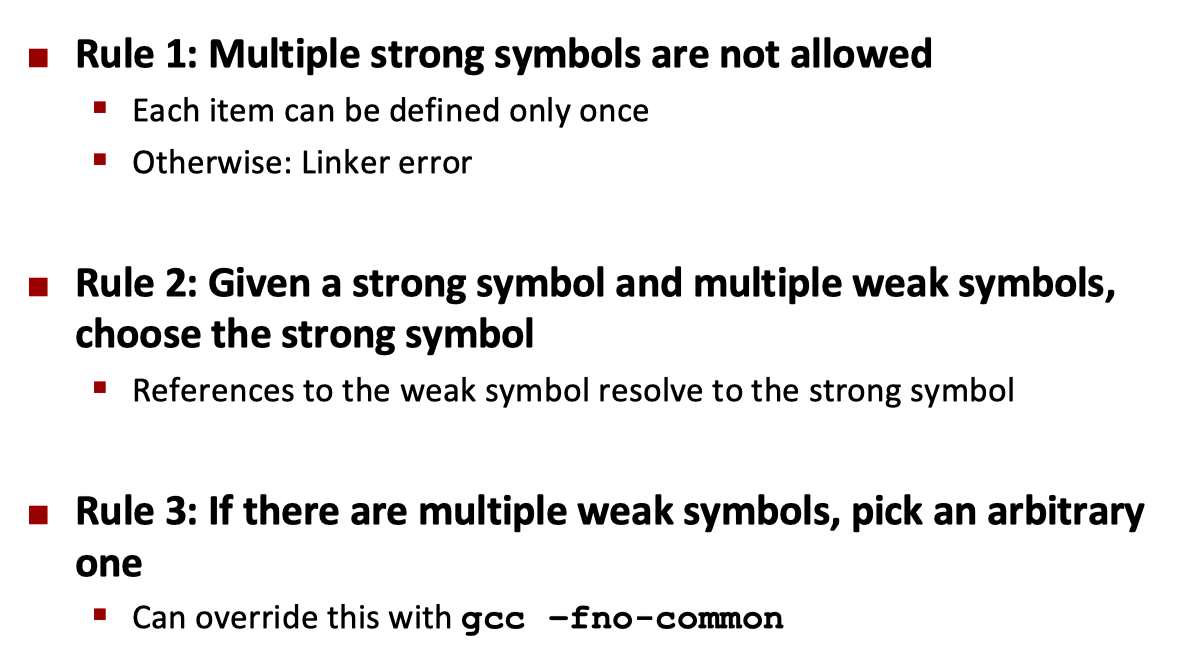 Rule 1: Multiple strong symbols are not allowed
Each item can be defined only once
Otherwise: Linker error
Rule 2: Given a strong symbol and multiple weak symbols,
choose the strong symbol
References to the weak symbol resolve to the strong symbol
Rule 3: If there are multiple weak symbols, pick an arbitrary
one
Can override this with gcc –fno-common